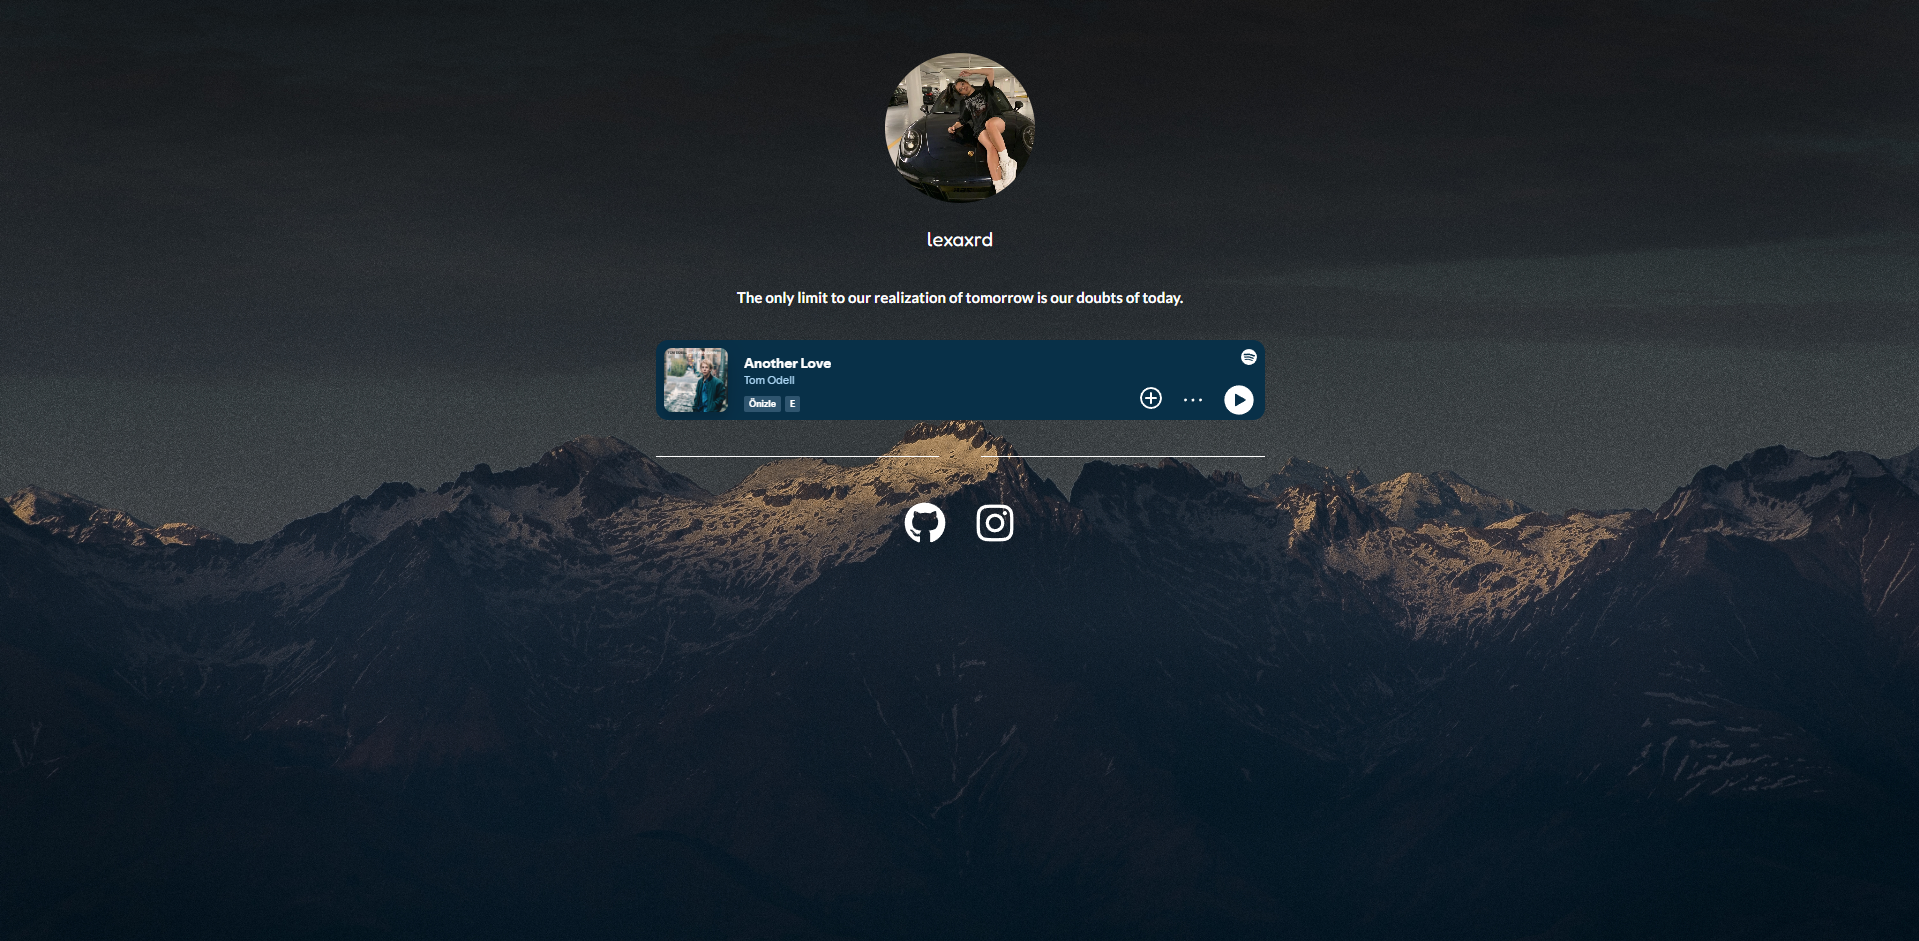 lexaxrd
The only limit to our realization of tomorrow is our doubts of today.
Another Love
Tom Odell
Önizle E